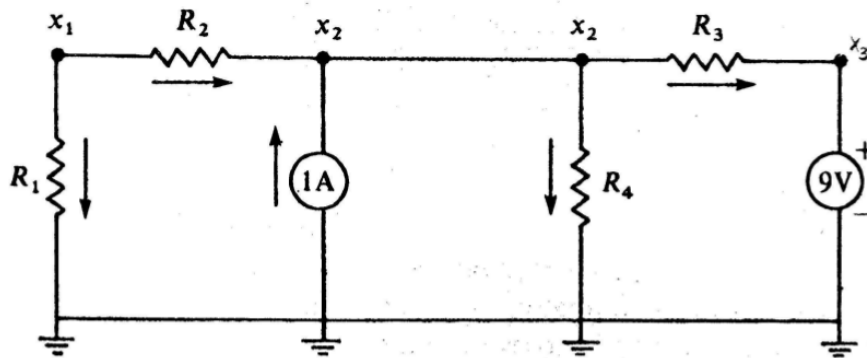 x₁ R₂ x₂ x₂ R₃ x₃
R₁ 1A R₄ + 9V −